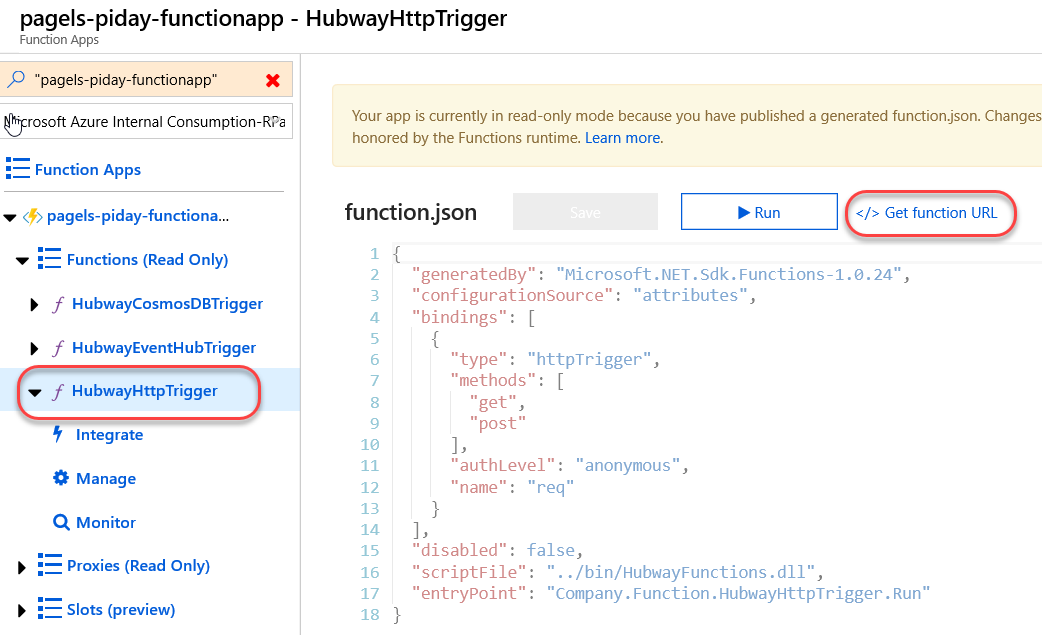 pagels-piday-functionapp - HubwayHttpTrigger
Function Apps
"pagels-piday-functionapp"
Microsoft Azure Internal Consumption-RPa
Function Apps
pagels-piday-functiona...
Functions (Read Only)
HubwayCosmosDBTrigger
HubwayEventHubTrigger
HubwayHttpTrigger
Integrate
Manage
Monitor
Proxies (Read Only)
Slots (preview)
Your app is currently in read-only mode because you have published a generated function.json. Changes
honored by the Functions runtime. Learn more.
function.json Save Run </> Get function URL
1 {
2 "generatedBy": "Microsoft.NET.Sdk.Functions-1.0.24",
3 "configurationSource": "attributes",
4 "bindings": [
5 {
6 "type": "httpTrigger",
7 "methods": [
8 "get",
9 "post"
10 ],
11 "authLevel": "anonymous",
12 "name": "req"
13 }
14 ],
15 "disabled": false,
16 "scriptFile": "../bin/HubwayFunctions.dll",
17 "entryPoint": "Company.Function.HubwayHttpTrigger.Run"
18 }